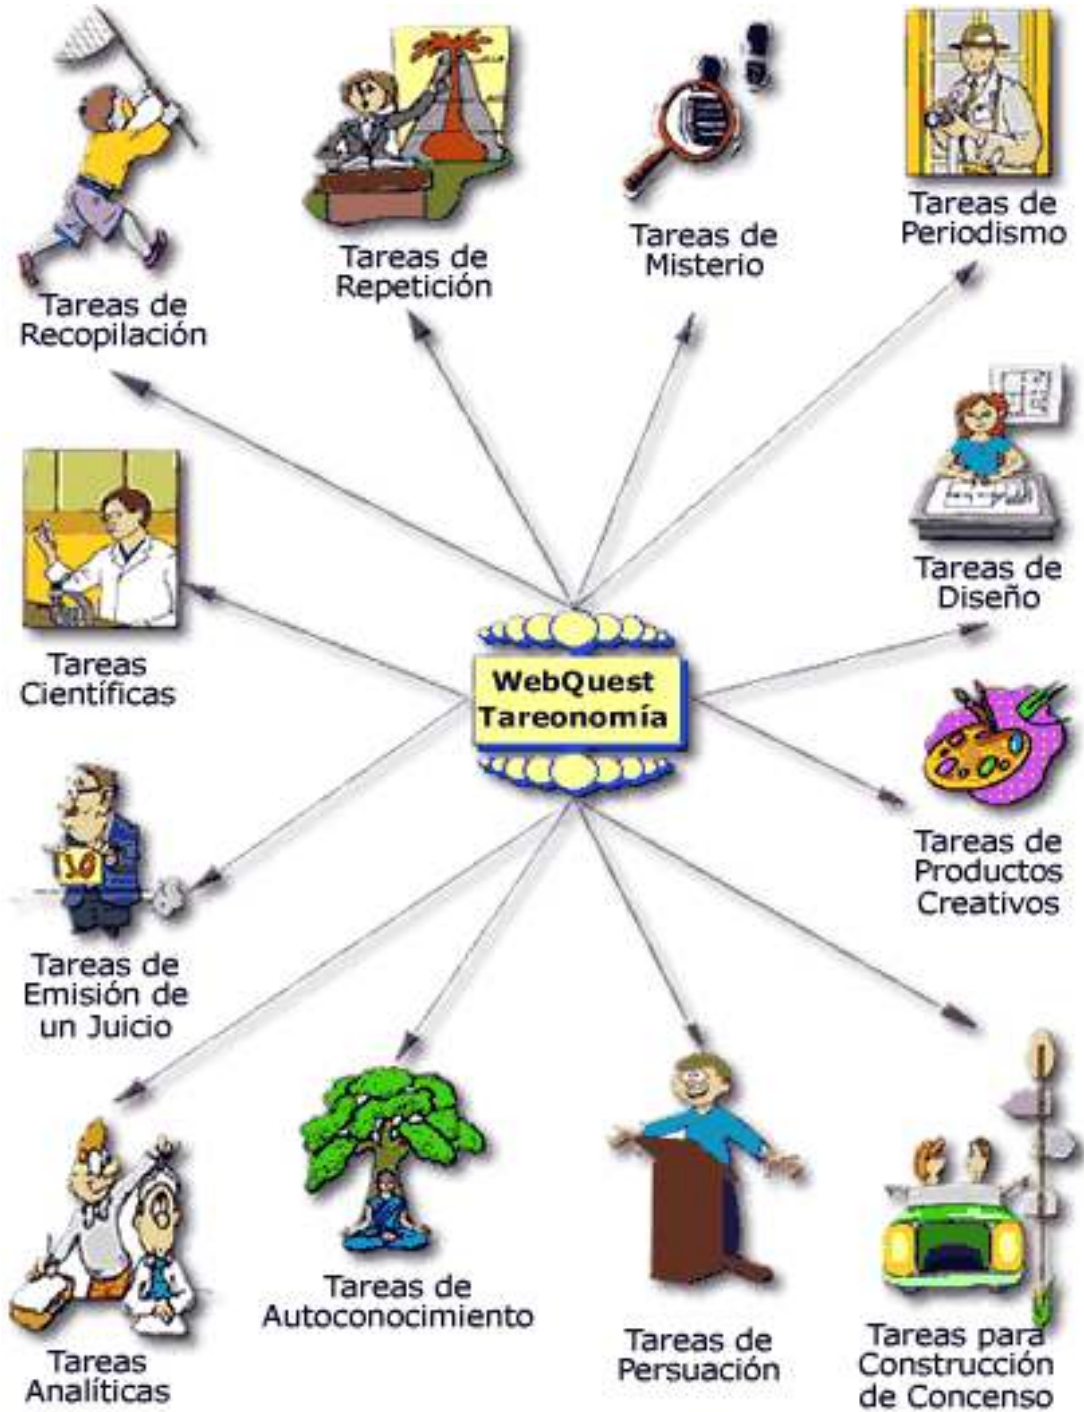 Tareas de
Recopilación
Tareas de
Repetición
Tareas de
Misterio
Tareas de
Periodismo
Tareas de
Diseño
Tareas
Científicas
WebQuest
Tareonomía
Tareas de
Productos
Creativos
10
Tareas de
Emisión de
un Juicio
Tareas
Analíticas
Tareas de
Autoconocimiento
Tareas de
Persuación
Tareas para
Construcción
de Concenso